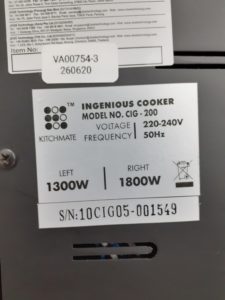 Item No:
VA00754-3
260620
KITCHMATE
INGENIOUS COOKER
MODEL NO. CIG-200
VOLTAGE 220-240V
FREQUENCY 50Hz
LEFT
1300W
RIGHT
1800W
S/N:10CIG05-001549